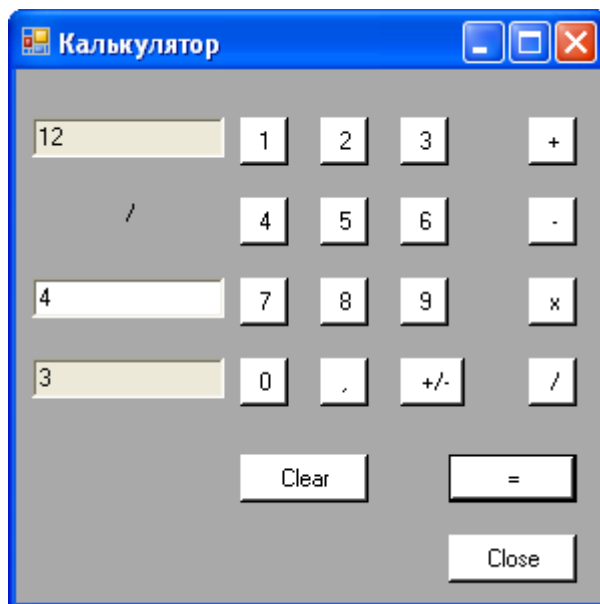 Калькулятор
12 1 2 3 +
/ 4 5 6 -
4 7 8 9 x
3 0 , +/- /
Clear =
Close